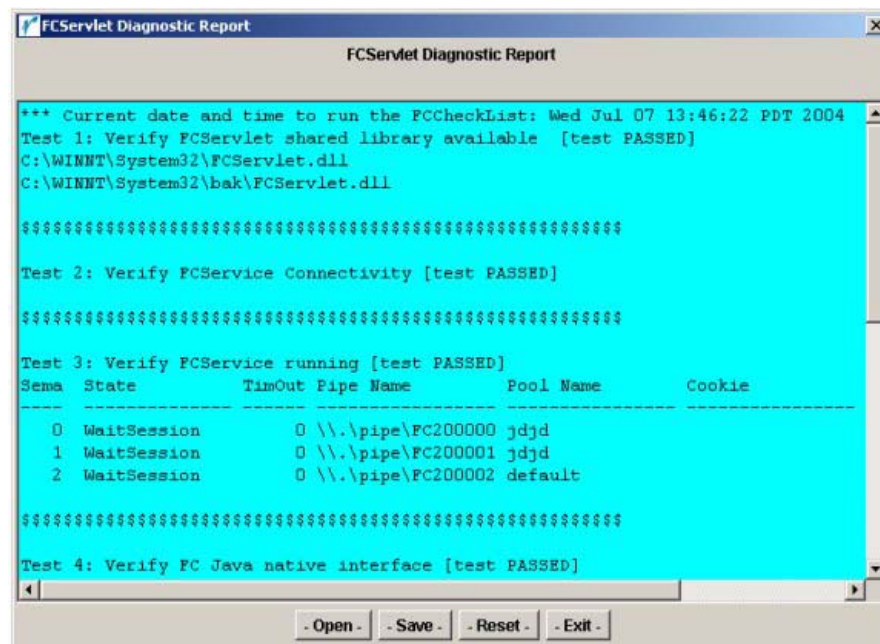 FCServlet Diagnostic Report
FCServlet Diagnostic Report
*** Current date and time to run the FCCheckList: Wed Jul 07 13:46:22 PDT 2004
Test 1: Verify FCServlet shared library available  [test PASSED]
C:\WINNT\System32\FCServlet.dll
C:\WINNT\System32\bak\FCServlet.dll
$$$$$$$$$$$$$$$$$$$$$$$$$$$$$$$$$$$$$$$$$$$$$$$$$$$$$$$$$
Test 2: Verify FCService Connectivity [test PASSED]
$$$$$$$$$$$$$$$$$$$$$$$$$$$$$$$$$$$$$$$$$$$$$$$$$$$$$$$$$
Test 3: Verify FCService running [test PASSED]
Sema  State          TimOut Pipe Name         Pool Name        Cookie
----  -------------- ------ ----------------- ---------------- ----------------
0  WaitSession         0 \\.\pipe\FC200000 jdjd
1  WaitSession         0 \\.\pipe\FC200001 jdjd
2  WaitSession         0 \\.\pipe\FC200002 default
$$$$$$$$$$$$$$$$$$$$$$$$$$$$$$$$$$$$$$$$$$$$$$$$$$$$$$$$$
Test 4: Verify FC Java native interface [test PASSED]
- Open - - Save - - Reset - - Exit -